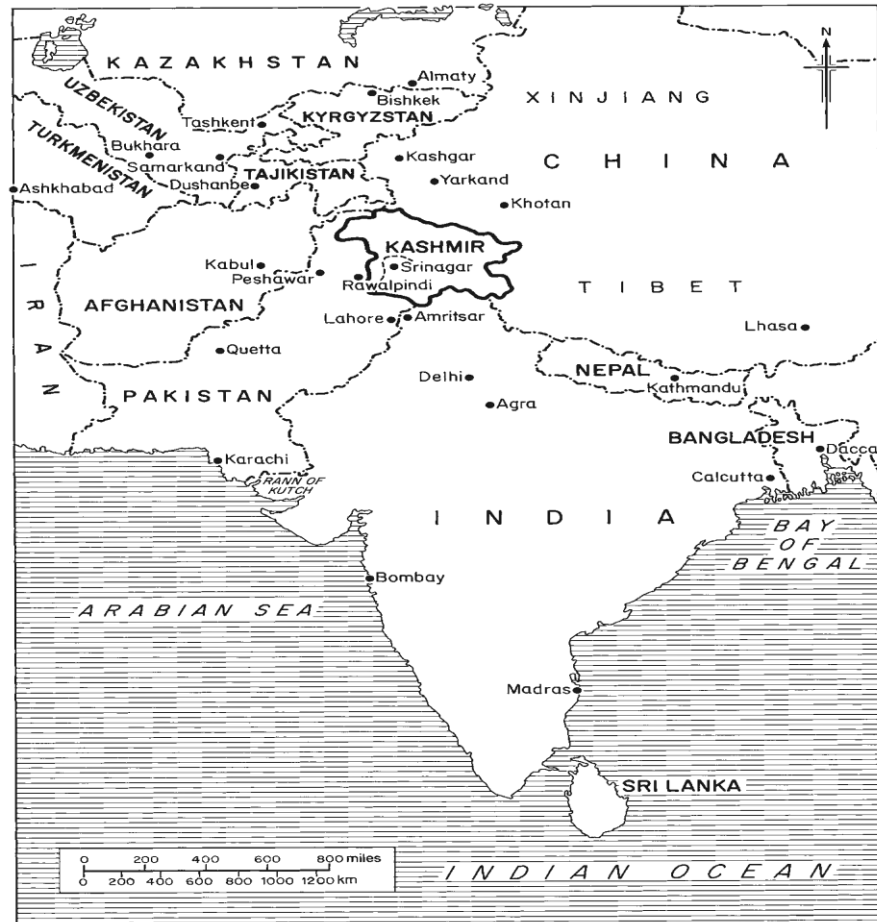 KAZAKHSTAN
N
Almaty
UZBEKISTAN
Bishkek
XINJIANG
Tashkent
KYRGYZSTAN
TURKMENISTAN
Bukhara
Samarkand
Kashgar
CHINA
TAJIKISTAN
Dushanbe
Yarkand
Ashkhabad
Khotan
KASHMIR
Kabul
Srinagar
Peshawar
Rawalpindi
IRAN
TIBET
AFGHANISTAN
Lahore
Amritsar
Lhasa
Quetta
NEPAL
Delhi
Kathmandu
PAKISTAN
Agra
BANGLADESH
Dacca
Karachi
Calcutta
RANN OF
KUTCH
INDIA
BAY
OF
BENGAL
Bombay
ARABIAN SEA
Madras
SRI LANKA
0 200 400 600 800 miles
0 200 400 600 800 1000 1200 km
INDIAN OCEAN